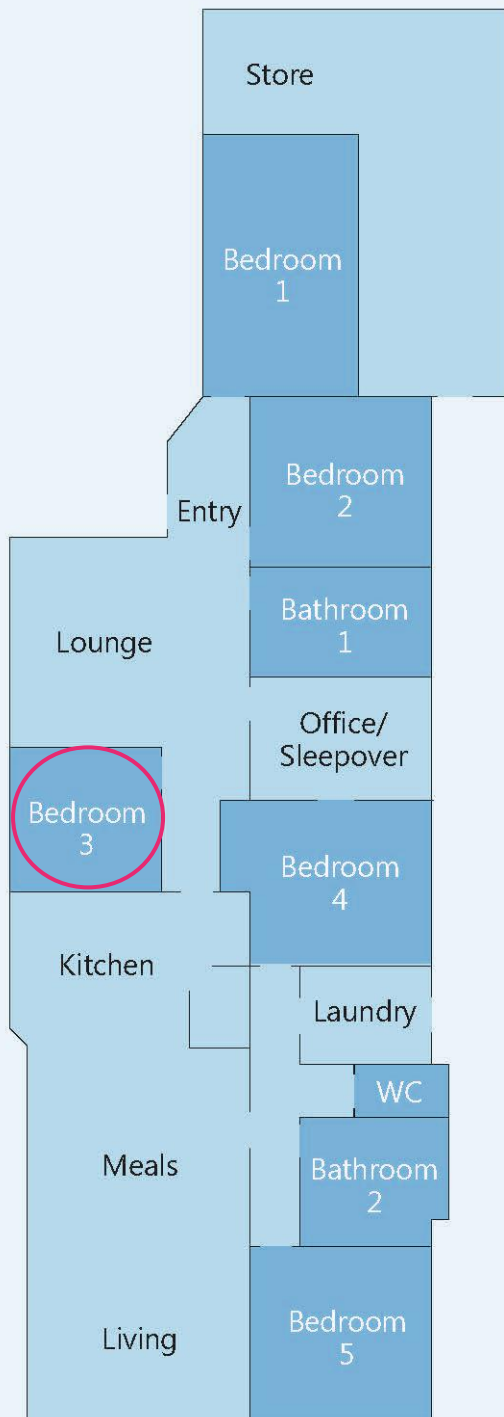 Store
Bedroom
1
Bedroom
2
Entry
Bathroom
1
Lounge
Office/
Sleepover
Bedroom
3
Bedroom
4
Kitchen
Laundry
WC
Meals
Bathroom
2
Living
Bedroom
5